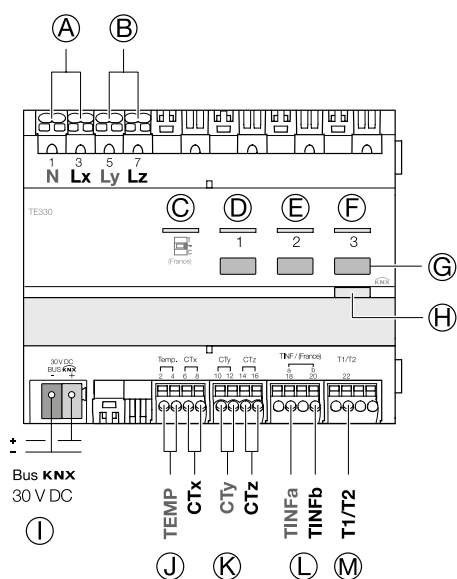 A B
1 3 5 7
N Lx Ly Lz
TE330
C D E F
1 2 3
(France)
G
KNX
H
30V DC
BUS KNX
- +
Temp. CTx CTy CTz TINF / (France) T1/T2
a b
2 4 6 8 10 12 14 16 18 20 22
+
-
Bus KNX
30 V DC
TEMP CTx CTy CTz TINFa TINFb T1/T2
I J K L M